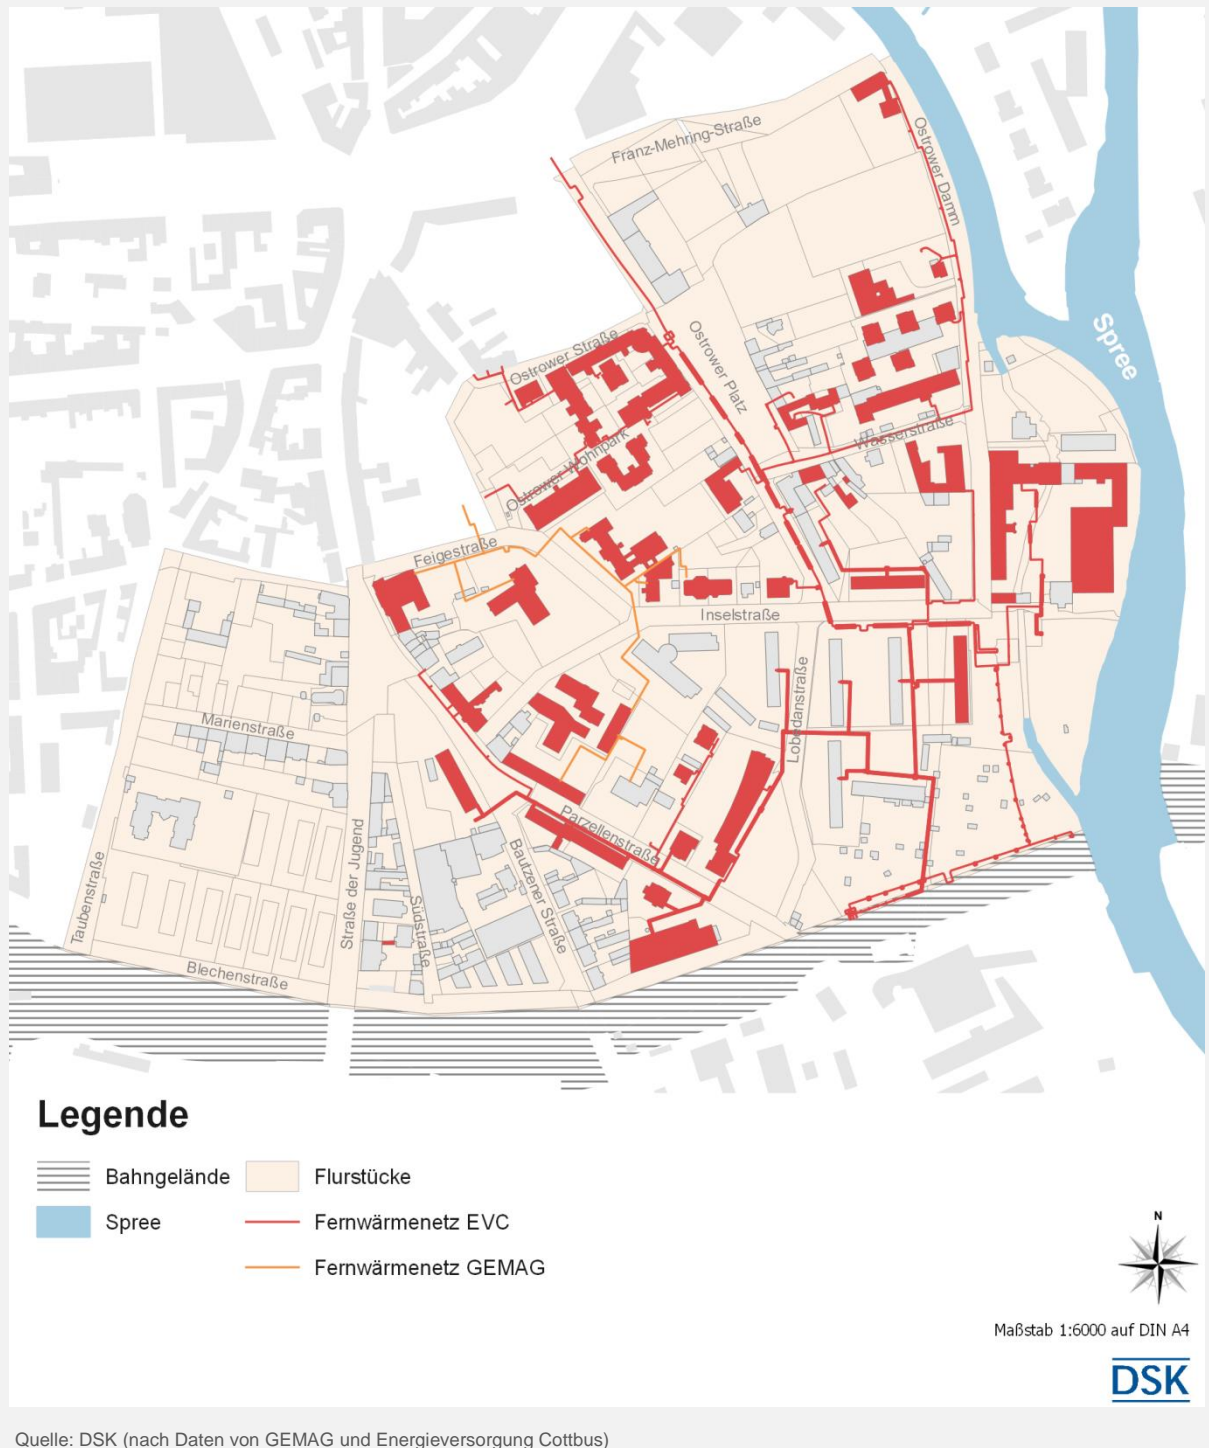 Franz-Mehring-Straße
Ostrower Damm
Spree
Ostrower Straße
Ostrower Platz
Ostrower Wohnpark
Wasserstraße
Feigestraße
Inselstraße
Lobedanstraße
Marienstraße
Parzellenstraße
Bautzener Straße
Straße der Jugend
Südstraße
Taubenstraße
Blechenstraße
Legende
Bahngelände
Flurstücke
Spree
Fernwärmenetz EVC
Fernwärmenetz GEMAG
N
Maßstab 1:6000 auf DIN A4
DSK
Quelle: DSK (nach Daten von GEMAG und Energieversorgung Cottbus)